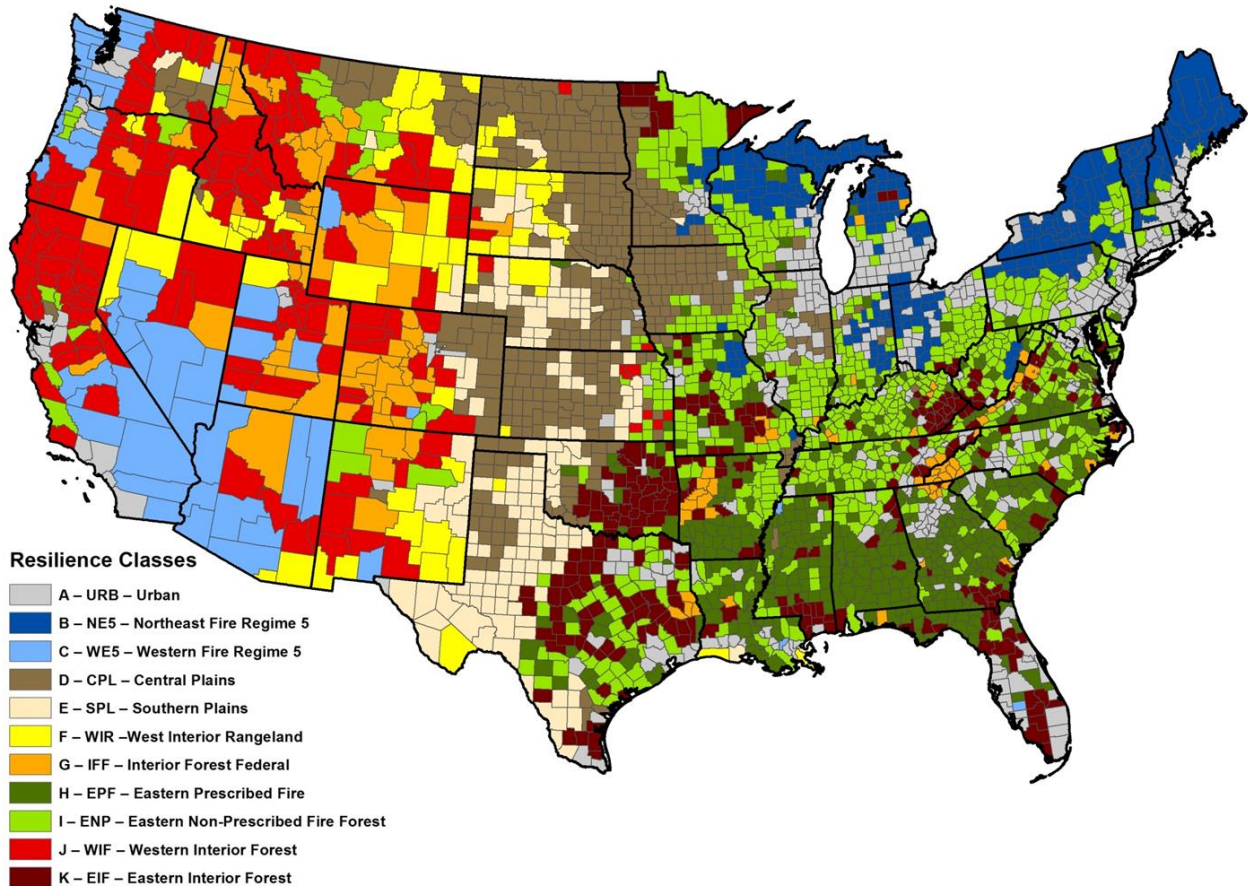 Resilience Classes
A – URB – Urban
B – NE5 – Northeast Fire Regime 5
C – WE5 – Western Fire Regime 5
D – CPL – Central Plains
E – SPL – Southern Plains
F – WIR –West Interior Rangeland
G – IFF – Interior Forest Federal
H – EPF – Eastern Prescribed Fire
I – ENP – Eastern Non-Prescribed Fire Forest
J – WIF – Western Interior Forest
K – EIF – Eastern Interior Forest